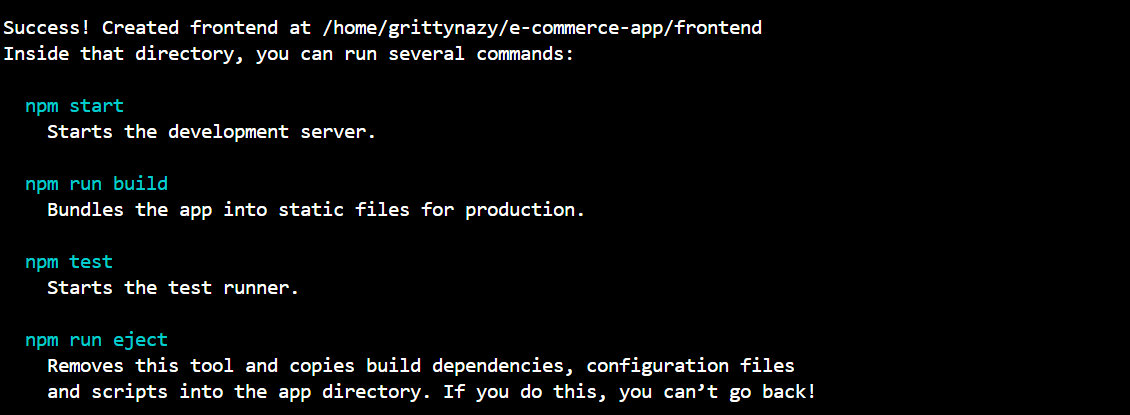 Success! Created frontend at /home/grittynazy/e-commerce-app/frontend
Inside that directory, you can run several commands:
npm start
Starts the development server.
npm run build
Bundles the app into static files for production.
npm test
Starts the test runner.
npm run eject
Removes this tool and copies build dependencies, configuration files
and scripts into the app directory. If you do this, you can’t go back!